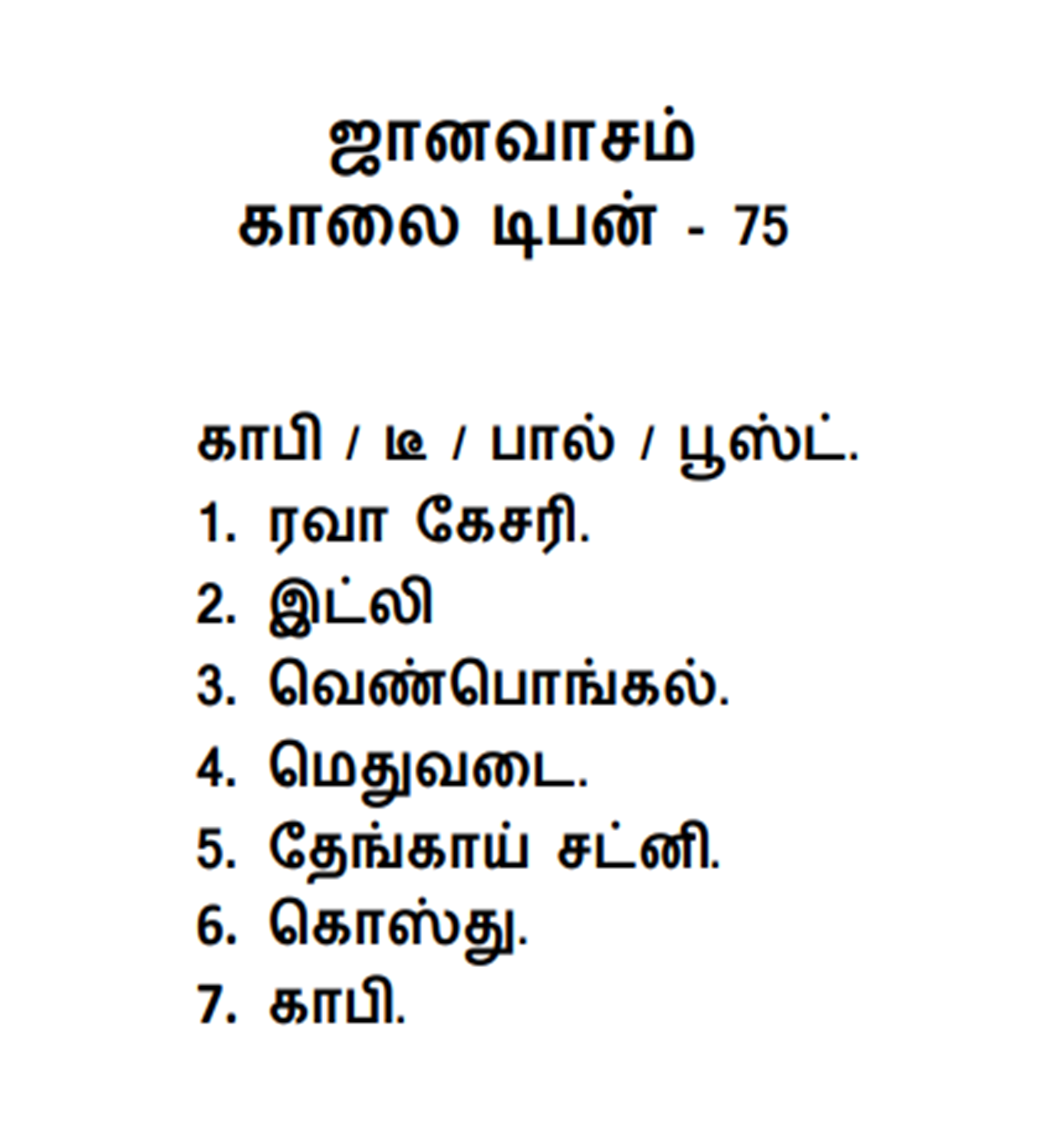 ஜானவாசம்
காலை டிபன் - 75
காபி / டீ / பால் / பூஸ்ட்.
1. ரவா கேசரி.
2. இட்லி
3. வெண்பொங்கல்.
4. மெதுவடை.
5. தேங்காய் சட்னி.
6. கொஸ்து.
7. காபி.